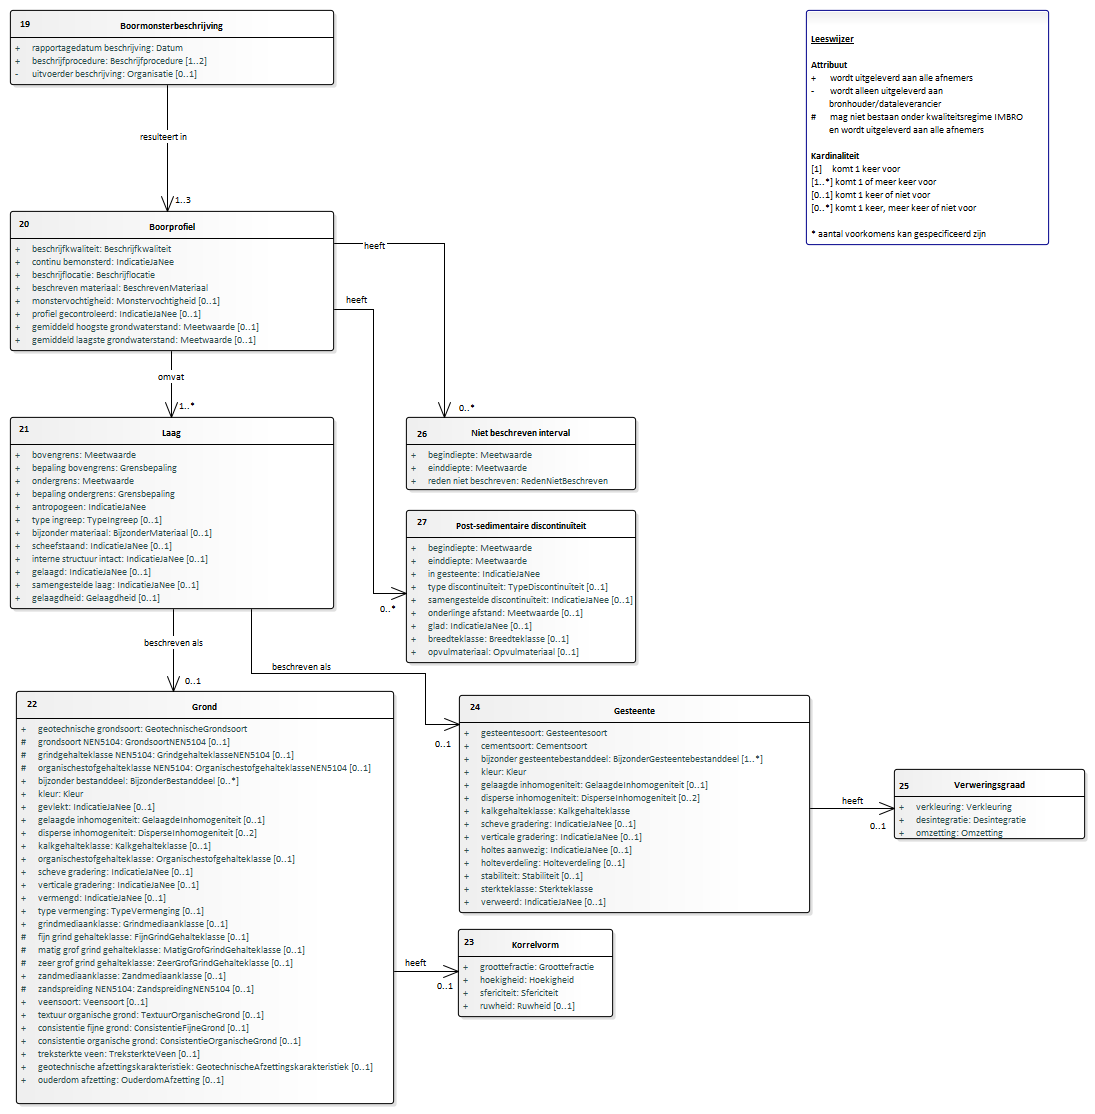 19
Boormonsterbeschrijving
+ rapportagedatum beschrijving: Datum
+ beschrijfprocedure: Beschrijfprocedure [1..2]
- uitvoerder beschrijving: Organisatie [0..1]
resulteert in
1..3
20
Boorprofiel
+ beschrijfkwaliteit: Beschrijfkwaliteit
+ continu bemonsterd: IndicatieJaNee
+ beschrijflocatie: Beschrijflocatie
+ beschreven materiaal: BeschrevenMateriaal
+ monstervochtigheid: Monstervochtigheid [0..1]
+ profiel gecontroleerd: IndicatieJaNee [0..1]
+ gemiddeld hoogste grondwaterstand: Meetwaarde [0..1]
+ gemiddeld laagste grondwaterstand: Meetwaarde [0..1]
heeft
0..*
heeft
0..*
omvat
1..*
21
Laag
+ bovengrens: Meetwaarde
+ bepaling bovengrens: Grensbepaling
+ ondergrens: Meetwaarde
+ bepaling ondergrens: Grensbepaling
+ antropogeen: IndicatieJaNee
+ type ingreep: TypeIngreep [0..1]
+ bijzonder materiaal: BijzonderMateriaal [0..1]
+ scheefstaand: IndicatieJaNee [0..1]
+ interne structuur intact: IndicatieJaNee [0..1]
+ gelaagd: IndicatieJaNee [0..1]
+ samengestelde laag: IndicatieJaNee [0..1]
+ gelaagdheid: Gelaagdheid [0..1]
26
Niet beschreven interval
+ begindiepte: Meetwaarde
+ einddiepte: Meetwaarde
+ reden niet beschreven: RedenNietBeschreven
27
Post-sedimentaire discontinuïteit
+ begindiepte: Meetwaarde
+ einddiepte: Meetwaarde
+ in gesteente: IndicatieJaNee
+ type discontinuïteit: TypeDiscontinuïteit [0..1]
+ samengestelde discontinuïteit: IndicatieJaNee [0..1]
+ onderlinge afstand: Meetwaarde [0..1]
+ glad: IndicatieJaNee [0..1]
+ breedteklasse: Breedteklasse [0..1]
+ opvulmateriaal: Opvulmateriaal [0..1]
beschreven als
0..1
beschreven als
0..1
22
Grond
+ geotechnische grondsoort: GeotechnischeGrondsoort
# grondsoort NEN5104: GrondsoortNEN5104 [0..1]
# grindgehalteklasse NEN5104: GrindgehalteklasseNEN5104 [0..1]
# organischestofgehalteklasse NEN5104: OrganischestofgehalteklasseNEN5104 [0..1]
+ bijzonder bestanddeel: BijzonderBestanddeel [0..*]
+ kleur: Kleur
+ gevlekt: IndicatieJaNee [0..1]
+ gelaagde inhomogeniteit: GelaagdeInhomogeniteit [0..1]
+ disperse inhomogeniteit: DisperseInhomogeniteit [0..2]
+ kalkgehalteklasse: Kalkgehalteklasse [0..1]
+ organischestofgehalteklasse: Organischestofgehalteklasse [0..1]
+ scheve gradering: IndicatieJaNee [0..1]
+ verticale gradering: IndicatieJaNee [0..1]
+ vermengd: IndicatieJaNee [0..1]
+ type vermenging: TypeVermenging [0..1]
+ grindmediaanklasse: Grindmediaanklasse [0..1]
# fijn grind gehalteklasse: FijnGrindGehalteklasse [0..1]
# matig grof grind gehalteklasse: MatigGrofGrindGehalteklasse [0..1]
# zeer grof grind gehalteklasse: ZeerGrofGrindGehalteklasse [0..1]
+ zandmediaanklasse: Zandmediaanklasse [0..1]
# zandspreiding NEN5104: ZandspreidingNEN5104 [0..1]
+ veensoort: Veensoort [0..1]
+ textuur organische grond: TextuurOrganischeGrond [0..1]
+ consistentie fijne grond: ConsistentieFijneGrond [0..1]
+ consistentie organische grond: ConsistentieOrganischeGrond [0..1]
+ treksterkte veen: TreksterkteVeen [0..1]
+ geotechnische afzettingskarakteristiek: GeotechnischeAfzettingskarakteristiek [0..1]
+ ouderdom afzetting: OuderdomAfzetting [0..1]
24
Gesteente
+ gesteentesoort: Gesteentesoort
+ cementsoort: Cementsoort
+ bijzonder gesteentebestanddeel: BijzonderGesteentebestanddeel [1..*]
+ kleur: Kleur
+ gelaagde inhomogeniteit: GelaagdeInhomogeniteit [0..1]
+ disperse inhomogeniteit: DisperseInhomogeniteit [0..2]
+ kalkgehalteklasse: Kalkgehalteklasse
+ scheve gradering: IndicatieJaNee [0..1]
+ verticale gradering: IndicatieJaNee [0..1]
+ holtes aanwezig: IndicatieJaNee [0..1]
+ holteverdeling: Holteverdeling [0..1]
+ stabiliteit: Stabiliteit [0..1]
+ sterkteklasse: Sterkteklasse
+ verweerd: IndicatieJaNee [0..1]
heeft
0..1
25
Verweringsgraad
+ verkleuring: Verkleuring
+ desintegratie: Desintegratie
+ omzetting: Omzetting
heeft
0..1
23
Korrelvorm
+ groottefractie: Groottefractie
+ hoekigheid: Hoekigheid
+ sfericiteit: Sfericiteit
+ ruwheid: Ruwheid [0..1]
Leeswijzer
Attribuut
+ wordt uitgeleverd aan alle afnemers
- wordt alleen uitgeleverd aan
bronhouder/dataleverancier
# mag niet bestaan onder kwaliteitsregime IMBRO
en wordt uitgeleverd aan alle afnemers
Kardinaliteit
[1] komt 1 keer voor
[1..*] komt 1 of meer keer voor
[0..1] komt 1 keer of niet voor
[0..*] komt 1 keer, meer keer of niet voor
* aantal voorkomens kan gespecificeerd zijn